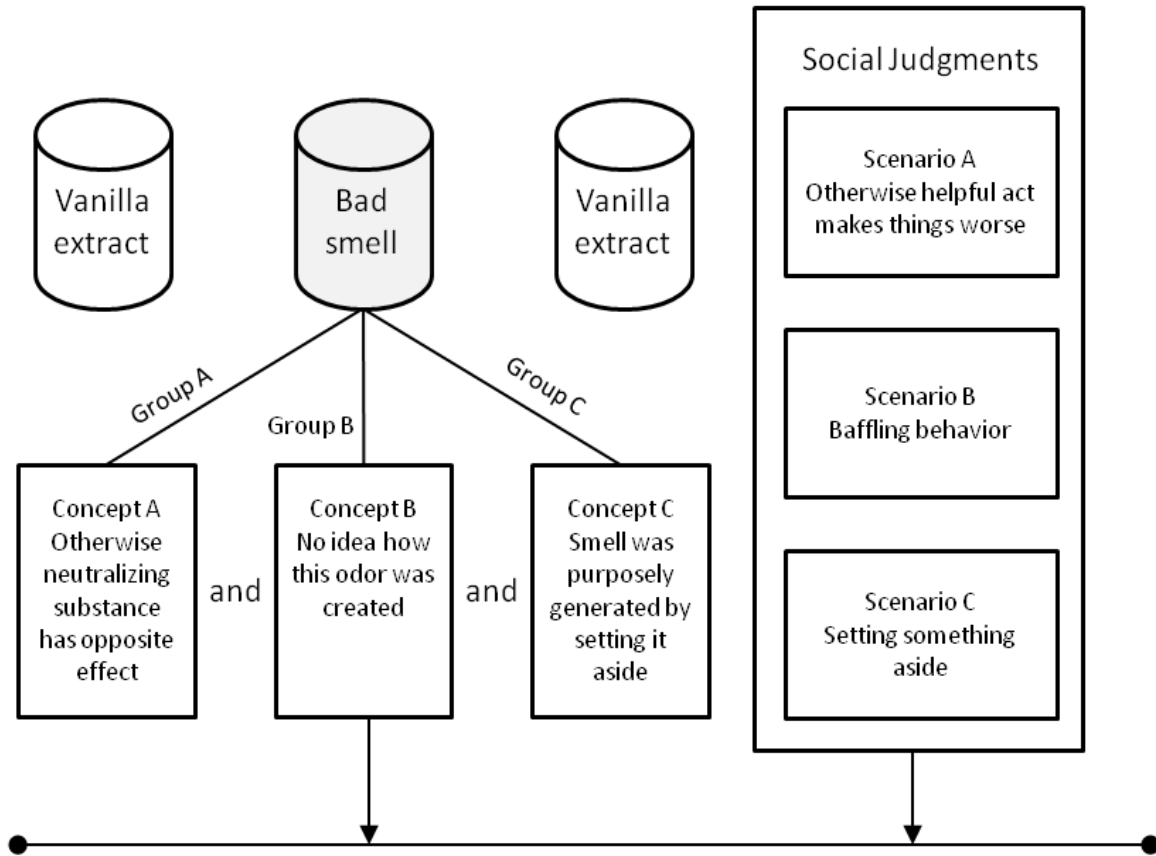 Vanilla
extract
Bad
smell
Vanilla
extract
Group A
Group B
Group C
Concept A
Otherwise
neutralizing
substance
has opposite
effect
and
Concept B
No idea how
this odor was
created
and
Concept C
Smell was
purposely
generated by
setting it
aside
Social Judgments
Scenario A
Otherwise helpful act
makes things worse
Scenario B
Baffling behavior
Scenario C
Setting something
aside